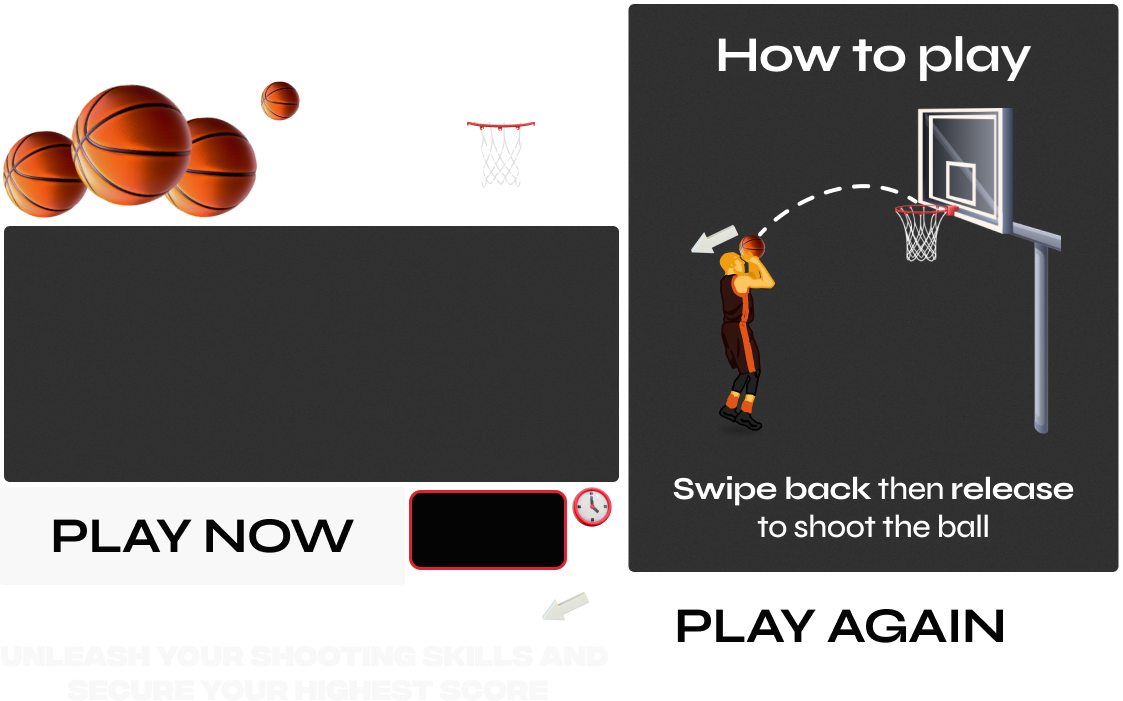 How to play
Swipe back then release
to shoot the ball
PLAY NOW
UNLEASH YOUR SHOOTING SKILLS AND
SECURE YOUR HIGHEST SCORE
PLAY AGAIN